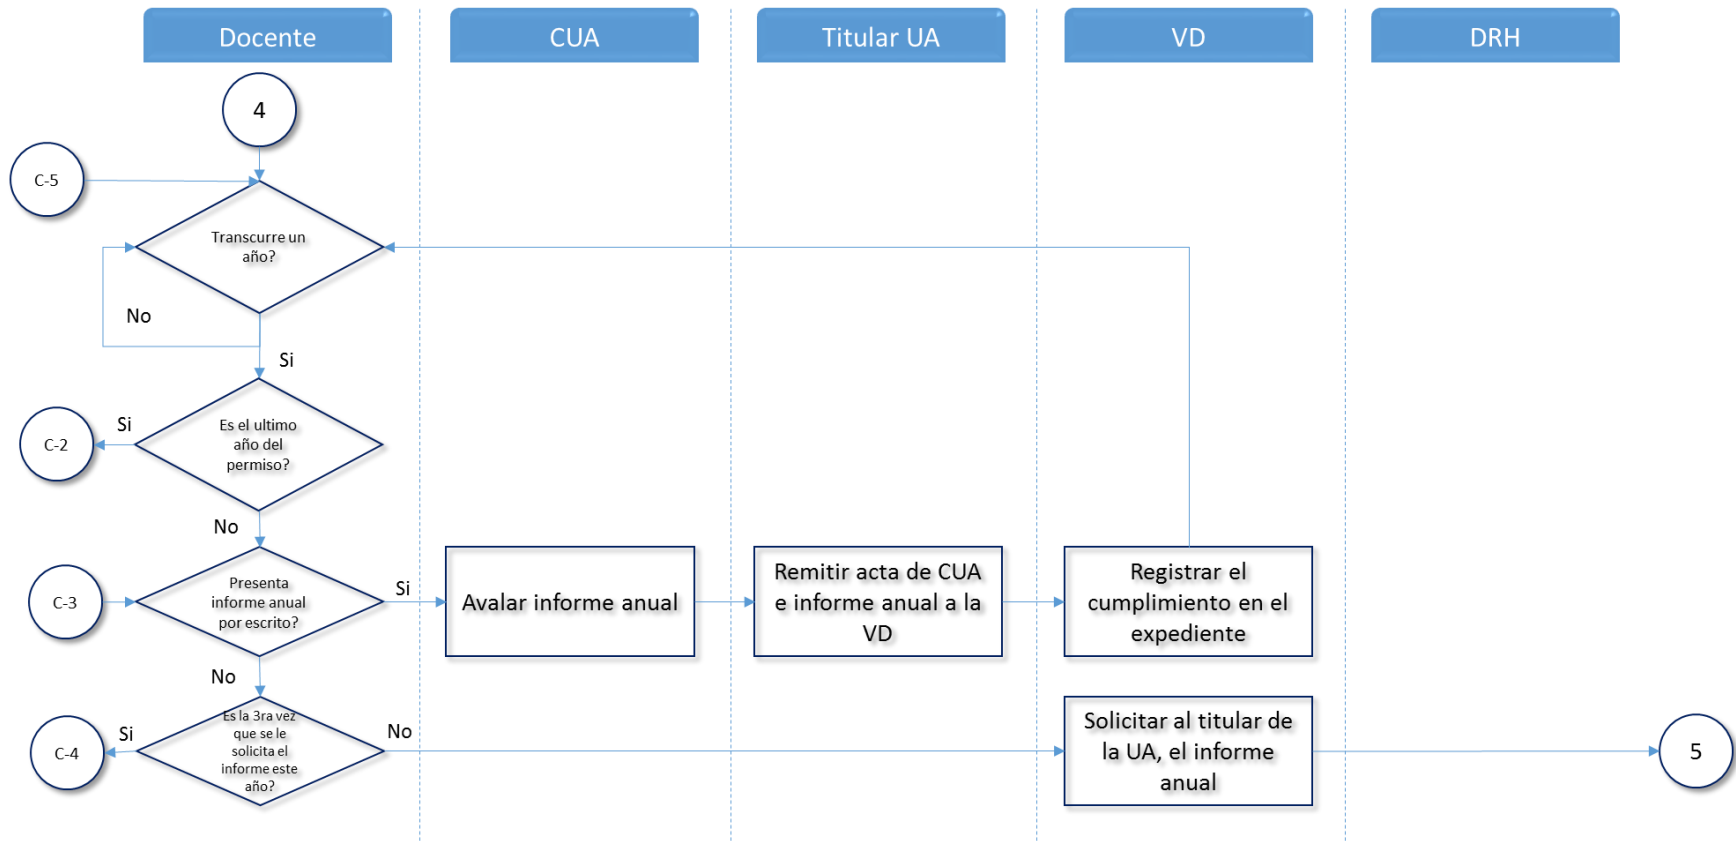 Docente
CUA
Titular UA
VD
DRH
4
C-5
Transcurre un
año?
No
Si
Es el ultimo
año del
permiso?
Si
C-2
No
C-3
Presenta
informe anual
por escrito?
Si
Avalar informe anual
Remitir acta de CUA
e informe anual a la
VD
Registrar el
cumplimiento en el
expediente
No
C-4
Si
Es la 3ra vez
que se le
solicita el
informe este
año?
No
Solicitar al titular de
la UA, el informe
anual
5